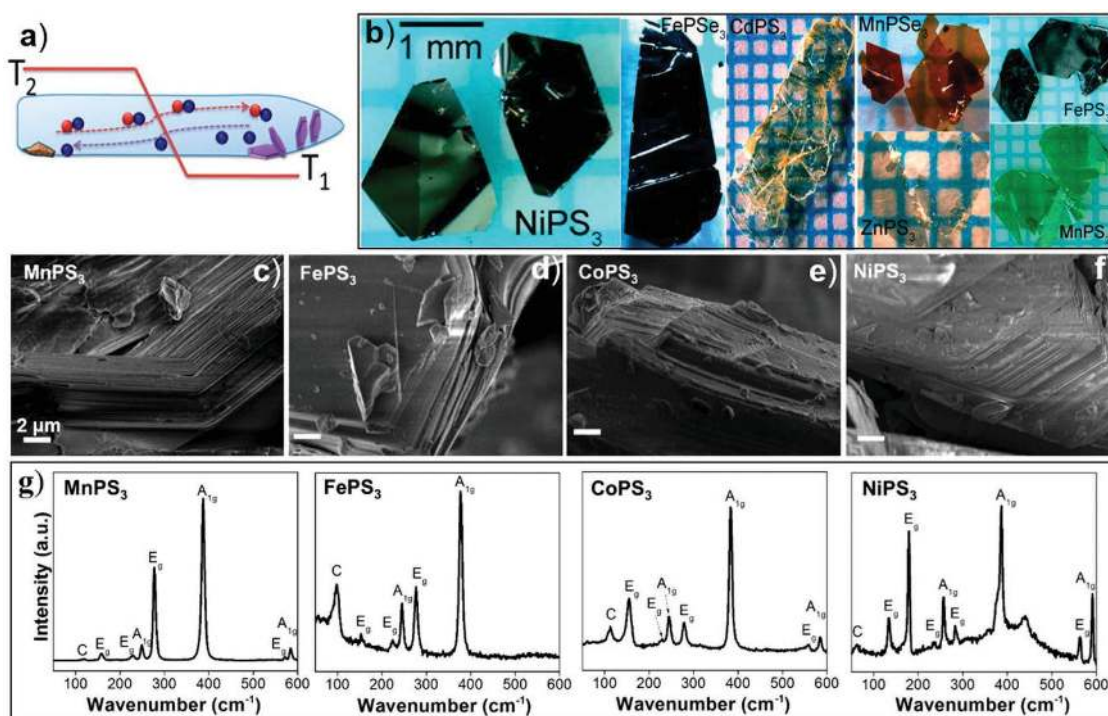 a)
T2
T1
b)
1 mm
NiPS3
FePSe3
CdPS3
MnPSe3
ZnPS3
FePS
MnPS
MnPS3
c)
2 μm
FePS3
d)
CoPS3
e)
NiPS3
f)
g)
MnPS3
C
Eg
Eg
A1g
Eg
A1g
Eg
A1g
Intensity (a.u.)
50 100 200 300 400 500 600
Wavenumber (cm-1)
FePS3
C
Eg
Eg
A1g
Eg
A1g
100 200 300 400 500 600
Wavenumber (cm-1)
CoPS3
C
Eg
Eg
A1g
Eg
A1g
Eg
A1g
100 200 300 400 500 600
Wavenumber (cm-1)
NiPS3
C
Eg
Eg
Eg
A1g
Eg
A1g
Eg
A1g
100 200 300 400 500 600
Wavenumber (cm-1)